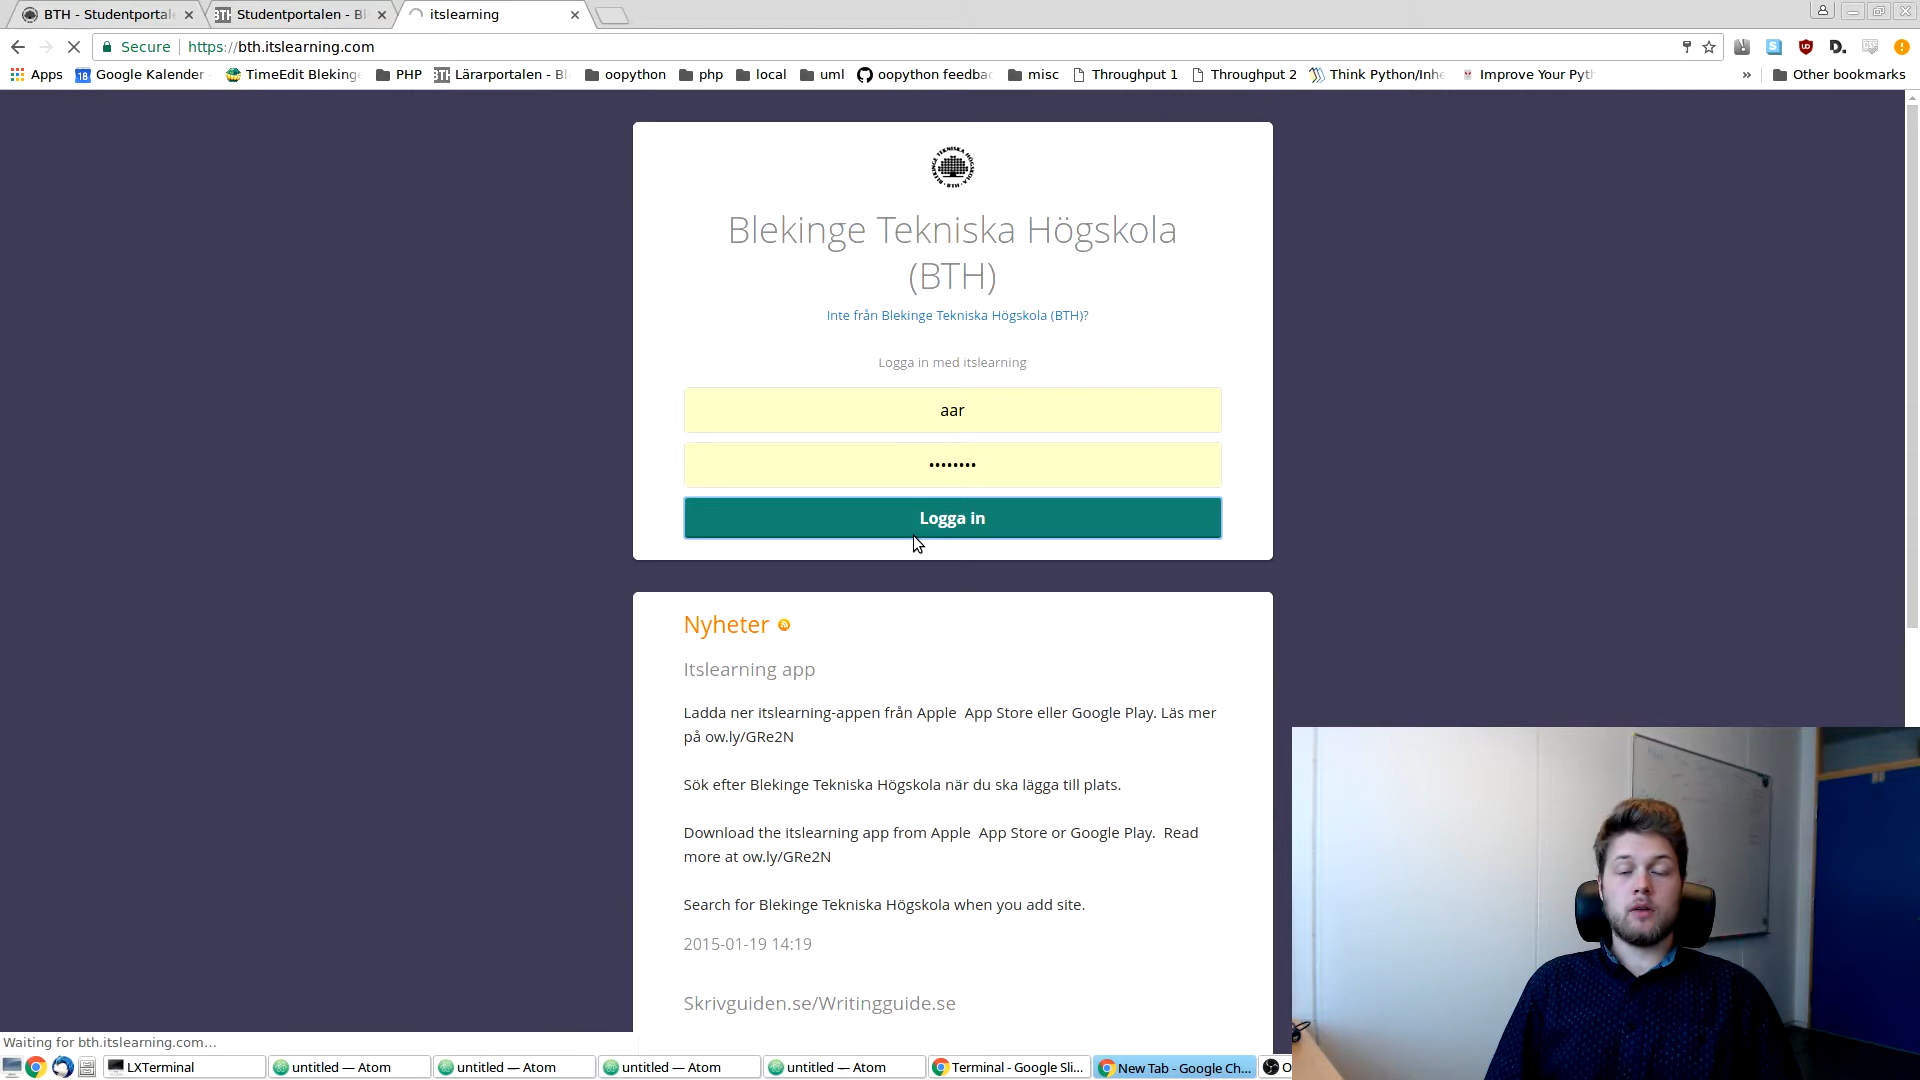 BTH - Studentportale
Studentportalen - Bl
itslearning
Secure
https://bth.itslearning.com
Apps
Google Kalender
TimeEdit Bleking
PHP
Lärarportalen - Bl
oopython
php
local
uml
oopython feedbac
misc
Throughput 1
Throughput 2
Think Python/Inhe
Improve Your Pyth
»
Other bookmarks
BLEKINGE TEKNISKA HÖGSKOLA · BTH ·
Blekinge Tekniska Högskola
(BTH)
Inte från Blekinge Tekniska Högskola (BTH)?
Logga in med itslearning
aar
••••••••
Logga in
Nyheter
Itslearning app
Ladda ner itslearning-appen från Apple App Store eller Google Play. Läs mer
på ow.ly/GRe2N
Sök efter Blekinge Tekniska Högskola när du ska lägga till plats.
Download the itslearning app from Apple App Store or Google Play. Read
more at ow.ly/GRe2N
Search for Blekinge Tekniska Högskola when you add site.
2015-01-19 14:19
Skrivguiden.se/Writingguide.se
Waiting for bth.itslearning.com...
LXTerminal
untitled — Atom
untitled — Atom
untitled — Atom
untitled — Atom
Terminal - Google Sli...
New Tab - Google Ch...